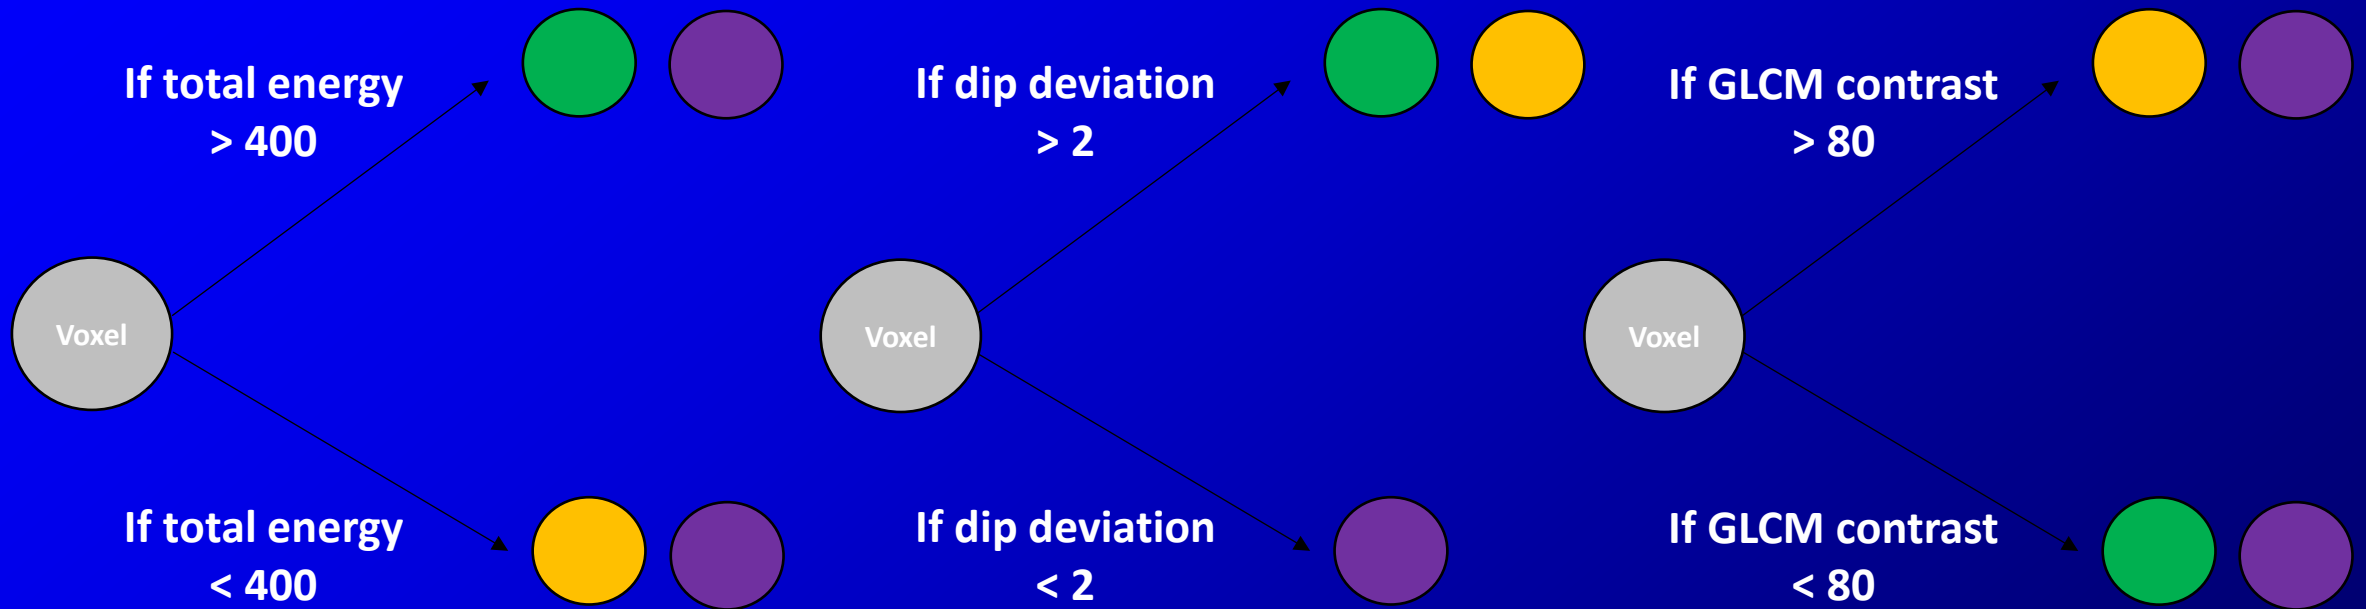 If total energy
> 400
If dip deviation
> 2
If GLCM contrast
> 80
Voxel
Voxel
Voxel
If total energy
< 400
If dip deviation
< 2
If GLCM contrast
< 80